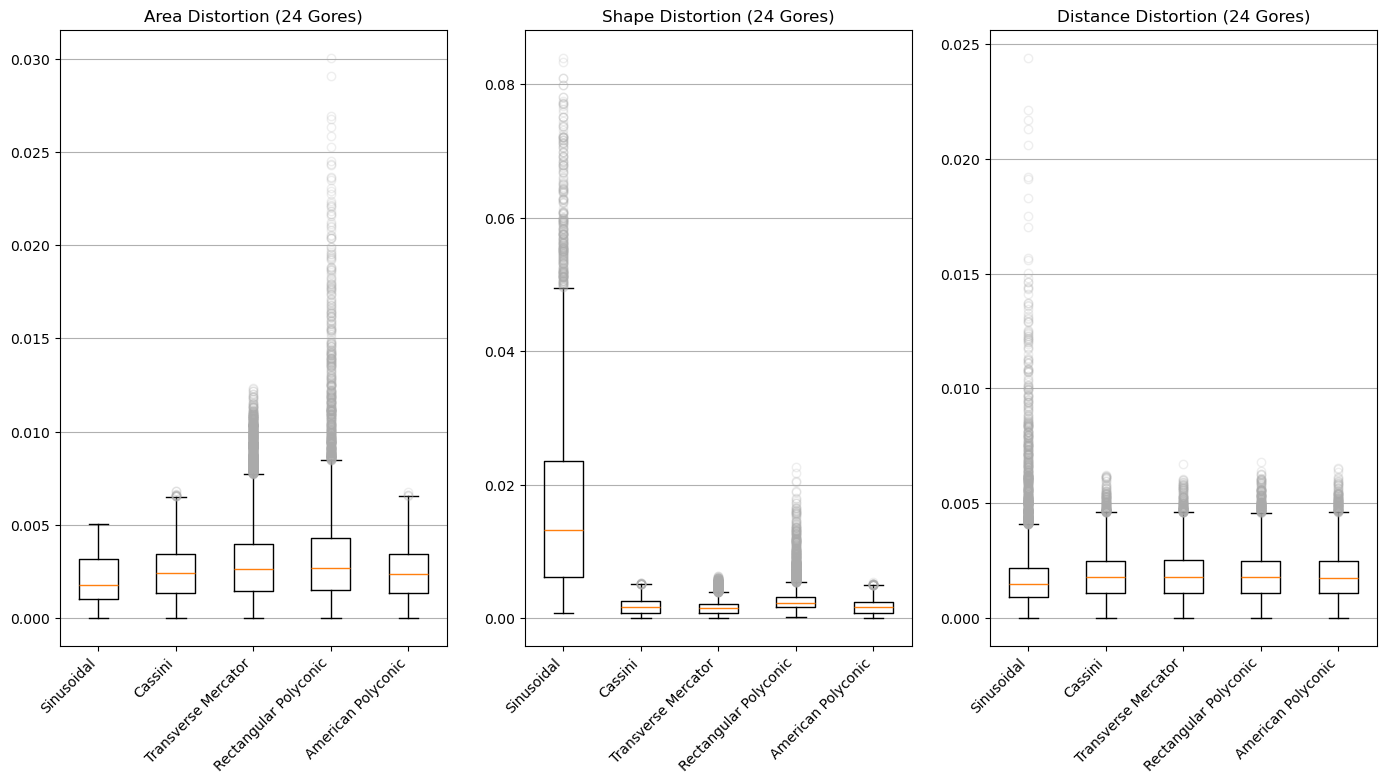 Area Distortion (24 Gores)
0.030
0.025
0.020
0.015
0.010
0.005
0.000
Sinusoidal
Cassini
Transverse Mercator
Rectangular Polyconic
American Polyconic
Shape Distortion (24 Gores)
0.08
0.06
0.04
0.02
0.00
Sinusoidal
Cassini
Transverse Mercator
Rectangular Polyconic
American Polyconic
Distance Distortion (24 Gores)
0.025
0.020
0.015
0.010
0.005
0.000
Sinusoidal
Cassini
Transverse Mercator
Rectangular Polyconic
American Polyconic